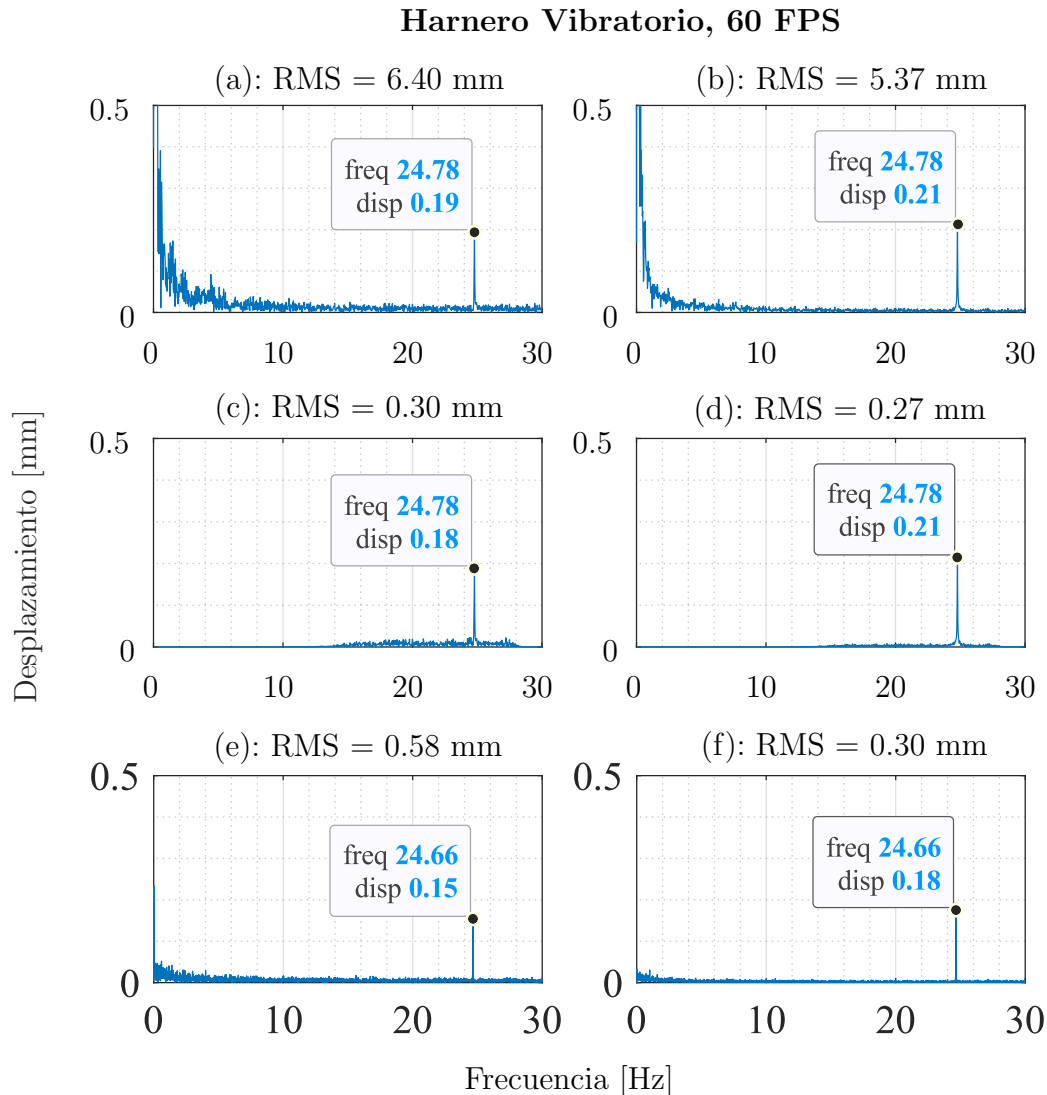 Harnero Vibratorio, 60 FPS
(a): RMS = 6.40 mm
(b): RMS = 5.37 mm
0.5
freq 24.78
disp 0.19
0
0
10
20
30
0.5
freq 24.78
disp 0.21
0
0
10
20
30
Desplazamiento [mm]
(c): RMS = 0.30 mm
(d): RMS = 0.27 mm
0.5
freq 24.78
disp 0.18
0
0
10
20
30
0.5
freq 24.78
disp 0.21
0
0
10
20
30
(e): RMS = 0.58 mm
(f): RMS = 0.30 mm
0.5
freq 24.66
disp 0.15
0
0
10
20
30
0.5
freq 24.66
disp 0.18
0
0
10
20
30
Frecuencia [Hz]